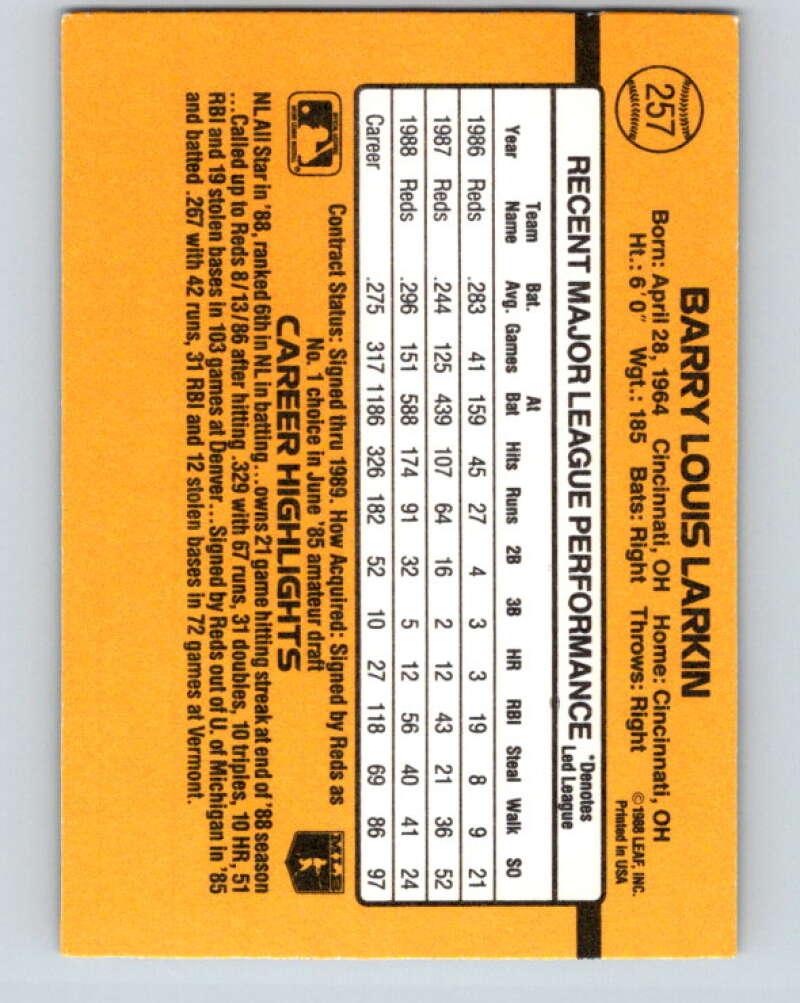 257
BARRY LOUIS LARKIN
Born: April 28, 1964 Cincinnati, OH Home: Cincinnati, OH
Ht.: 6'0" Wgt.: 185 Bats: Right Throws: Right
©1988 LEAF, INC.
Printed in USA
RECENT MAJOR LEAGUE PERFORMANCE *Denotes Led League
Year Team Name Bat. Avg. Games At Bat Hits Runs 2B 3B HR RBI Steal Walk SO
1986 Reds .283 41 159 45 27 4 3 3 19 8 9 21
1987 Reds .244 125 439 107 64 16 2 12 43 21 36 52
1988 Reds .296 151 588 174 91 32 5 12 56 40 41 24
Career .275 317 1186 326 182 52 10 27 118 69 86 97
Contract Status: Signed thru 1989. How Acquired: Signed by Reds as
No. 1 choice in June '85 amateur draft
CAREER HIGHLIGHTS
MLB
NL All Star in '88, ranked 6th in NL in batting...owns 21 game hitting streak at end of '88 season
...Called up to Reds 8/13/86 after hitting .329 with 67 runs, 31 doubles, 10 triples, 10 HR, 51
RBI and 19 stolen bases in 103 games at Denver...Signed by Reds out of U. of Michigan in '85
and batted .267 with 42 runs, 31 RBI and 12 stolen bases in 72 games at Vermont.